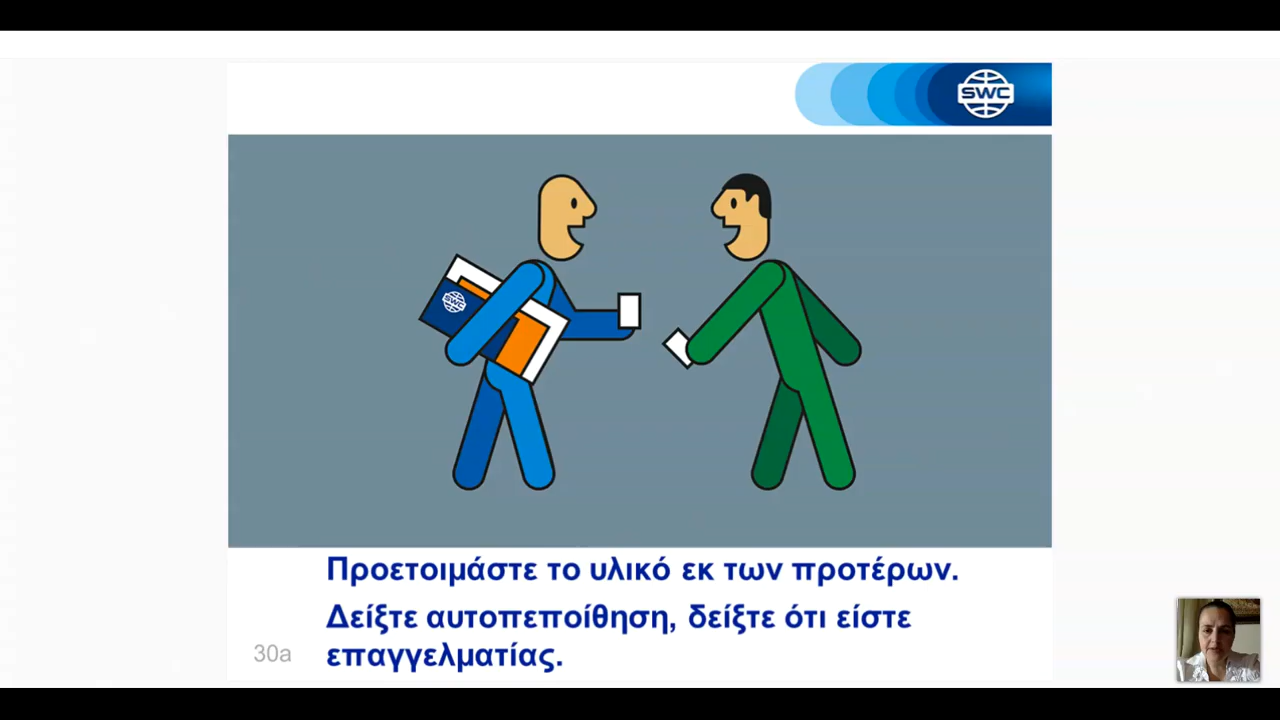 SWC
SWC
Προετοιμάστε το υλικό εκ των προτέρων.
Δείξτε αυτοπεποίθηση, δείξτε ότι είστε
επαγγελματίας.
30a